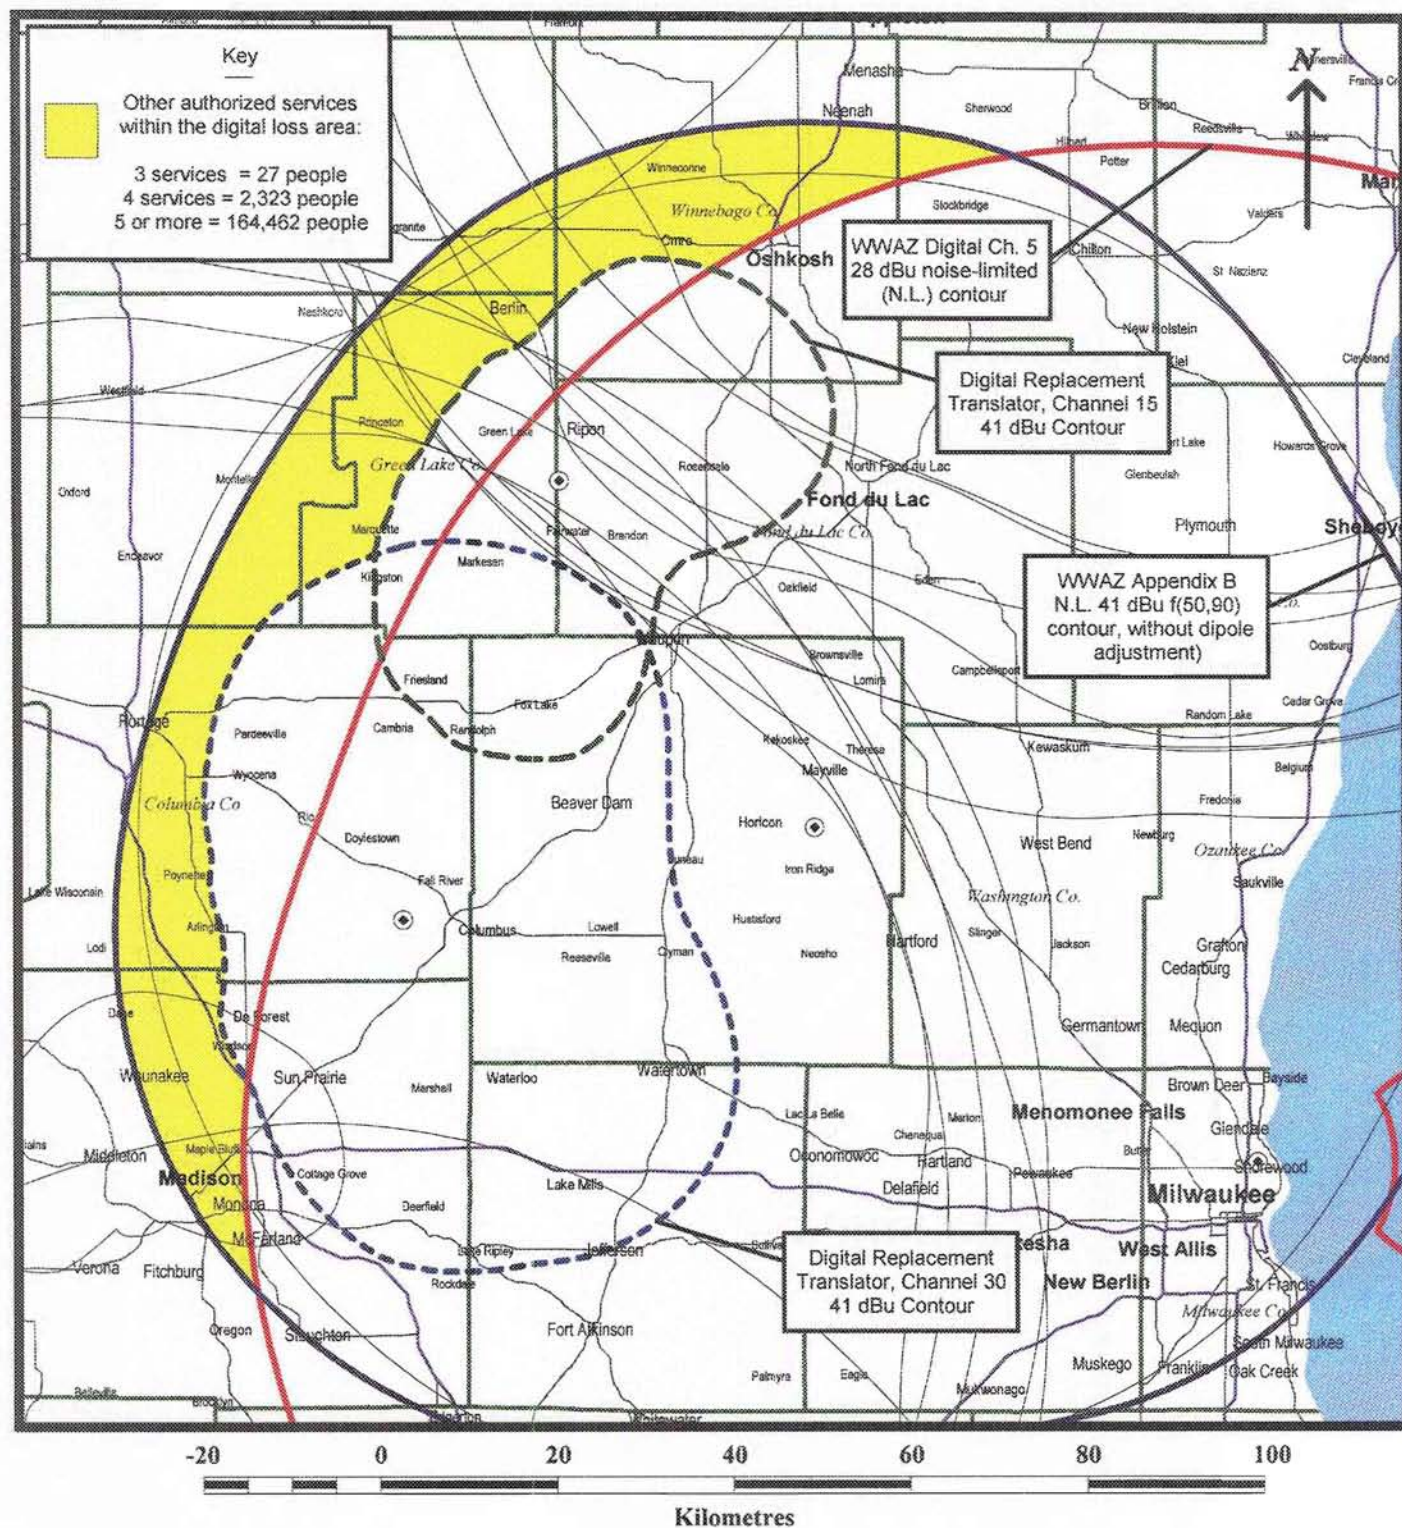 Key
Other authorized services
within the digital loss area:
3 services = 27 people
4 services = 2,323 people
5 or more = 164,462 people
N
Menasha
Neenah
Sherwood
Brillon
Reedsville
Hilbert
Potter
Winneconne
Winnebago Co.
Stockbridge
Valders
Omro
Oshkosh
Chilton
St Nazienz
WWAZ Digital Ch. 5
28 dBu noise-limited
(N.L.) contour
Neshkoro
Berlin
New Holstein
Cleveland
Westfield
Digital Replacement
Translator, Channel 15
41 dBu Contour
Princeton
Green Lake
Ripon
Green Lake Co.
Rosendale
North Fond du Lac
Howards Grove
Glenbeulah
Montello
Oxford
Fond du Lac
Fond du Lac Co.
Plymouth
Marquette
Fairwater
Brandon
Endeavor
Kingston
Markesan
Oakfield
Eden
WWAZ Appendix B
N.L. 41 dBu f(50,90)
contour, without dipole
adjustment)
Waupun
Brownsville
Campbellsport
Oostburg
Friesland
Lomira
Fox Lake
Cedar Grove
Random Lake
Portage
Pardeeville
Cambria
Randolph
Kekoskee
Theresa
Kewaskum
Wyocena
Mayville
Belgium
Columbia Co
Beaver Dam
Fredonia
Rio
Doylestown
Horicon
West Bend
Newburg
Ozaukee Co.
Juneau
Iron Ridge
Poynette
Fall River
Saukville
Lake Wisconsin
Washington Co.
Hustisford
Arlington
Columbus
Lowell
Hartford
Slinger
Jackson
Grafton
Lodi
Reeseville
Clyman
Neosho
Cedarburg
Dane
De Forest
Germantown
Mequon
Windsor
Waunakee
Sun Prairie
Marshall
Waterloo
Watertown
Brown Deer
Bayside
Lac La Belle
Merton
Menomonee Falls
Glendale
Chenequa
Butler
Middleton
Maple Bluff
Oconomowoc
Hartland
Pewaukee
Shorewood
Madison
Cottage Grove
Lake Mills
Delafield
Milwaukee
Monona
Deerfield
McFarland
Lake Ripley
Jefferson
West Allis
Verona
Fitchburg
Rockdale
New Berlin
St. Francis
Digital Replacement
Translator, Channel 30
41 dBu Contour
Milwaukee Co.
Oregon
Stoughton
Fort Atkinson
South Milwaukee
Muskego
Franklin
Oak Creek
Palmyra
Eagle
Mukwonago
Belleville
Brooklyn
Edgerton
Whitewater
-20 0 20 40 60 80 100
Kilometres